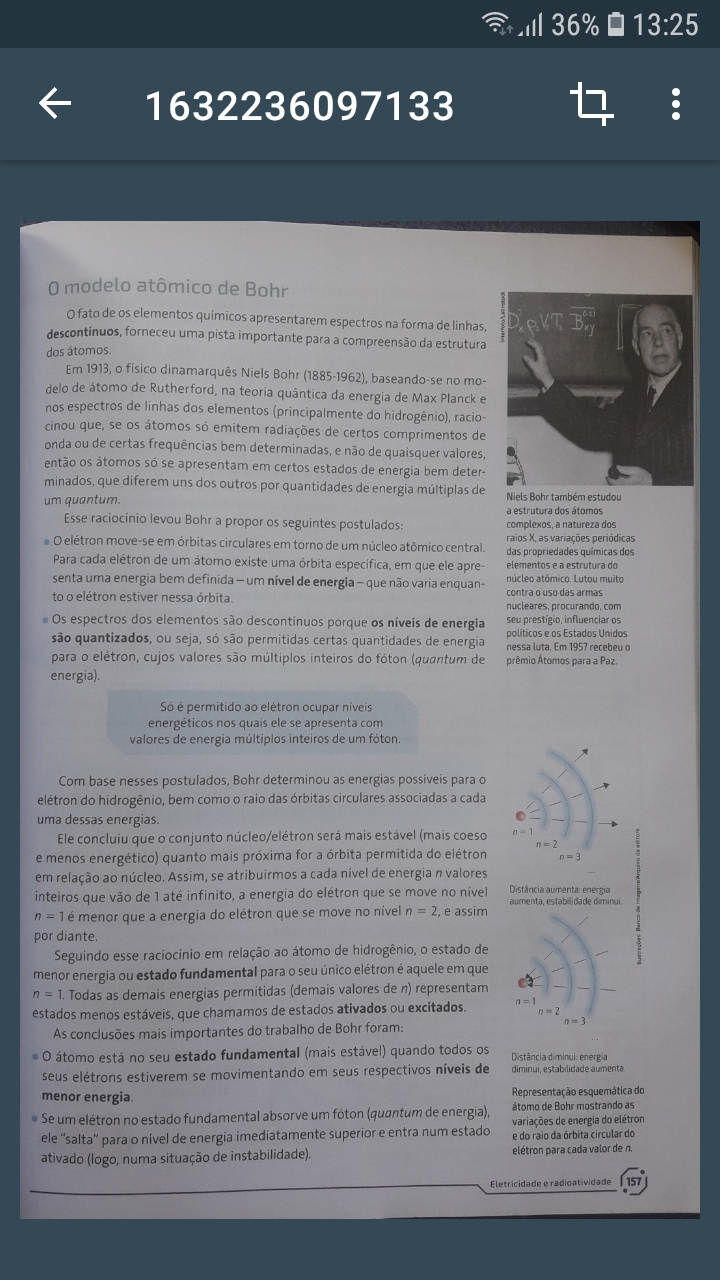 36% 13:25
1632236097133
O modelo atômico de Bohr
O fato de os elementos químicos apresentarem espectros na forma de linhas,
descontínuos, forneceu uma pista importante para a compreensão da estrutura
dos átomos.
Em 1913, o físico dinamarquês Niels Bohr (1885-1962), baseando-se no mo-
delo de átomo de Rutherford, na teoria quântica da energia de Max Planck e
nos espectros de linhas dos elementos (principalmente do hidrogênio), racio-
cinou que, se os átomos só emitem radiações de certos comprimentos de
onda ou de certas frequências bem determinadas, e não de quaisquer valores,
então os átomos só se apresentam em certos estados de energia bem deter-
minados, que diferem uns dos outros por quantidades de energia múltiplas de
um quantum.
Esse raciocínio levou Bohr a propor os seguintes postulados:
• O elétron move-se em órbitas circulares em torno de um núcleo atômico central.
Para cada elétron de um átomo existe uma órbita específica, em que ele apre-
senta uma energia bem definida – um nível de energia – que não varia enquan-
to o elétron estiver nessa órbita.
• Os espectros dos elementos são descontínuos porque os níveis de energia
são quantizados, ou seja, só são permitidas certas quantidades de energia
para o elétron, cujos valores são múltiplos inteiros do fóton (quantum de
energia).
Só é permitido ao elétron ocupar níveis
energéticos nos quais ele se apresenta com
valores de energia múltiplos inteiros de um fóton.
Com base nesses postulados, Bohr determinou as energias possíveis para o
elétron do hidrogênio, bem como o raio das órbitas circulares associadas a cada
uma dessas energias.
Ele concluiu que o conjunto núcleo/elétron será mais estável (mais coeso
e menos energético) quanto mais próxima for a órbita permitida do elétron
em relação ao núcleo. Assim, se atribuirmos a cada nível de energia n valores
inteiros que vão de 1 até infinito, a energia do elétron que se move no nível
n = 1 é menor que a energia do elétron que se move no nível n = 2, e assim
por diante.
Seguindo esse raciocínio em relação ao átomo de hidrogênio, o estado de
menor energia ou estado fundamental para o seu único elétron é aquele em que
n = 1. Todas as demais energias permitidas (demais valores de n) representam
estados menos estáveis, que chamamos de estados ativados ou excitados.
As conclusões mais importantes do trabalho de Bohr foram:
• O átomo está no seu estado fundamental (mais estável) quando todos os
seus elétrons estiverem se movimentando em seus respectivos níveis de
menor energia.
• Se um elétron no estado fundamental absorve um fóton (quantum de energia),
ele "salta" para o nível de energia imediatamente superior e entra num estado
ativado (logo, numa situação de instabilidade).
Interfoto/Latinstock
Niels Bohr também estudou
a estrutura dos átomos
complexos, a natureza dos
raios X, as variações periódicas
das propriedades químicas dos
elementos e a estrutura do
núcleo atômico. Lutou muito
contra o uso das armas
nucleares, procurando, com
seu prestígio, influenciar os
políticos e os Estados Unidos
nessa luta. Em 1957 recebeu o
prêmio Átomos para a Paz.
n = 1
n = 2
n = 3
...
Distância aumenta: energia
aumenta, estabilidade diminui.
Ilustrações: Banco de imagens/Arquivo da editora
n = 1
n = 2
n = 3
...
Distância diminui: energia
diminui, estabilidade aumenta.
Representação esquemática do
átomo de Bohr mostrando as
variações de energia do elétron
e do raio da órbita circular do
elétron para cada valor de n.
Eletricidade e radioatividade 157